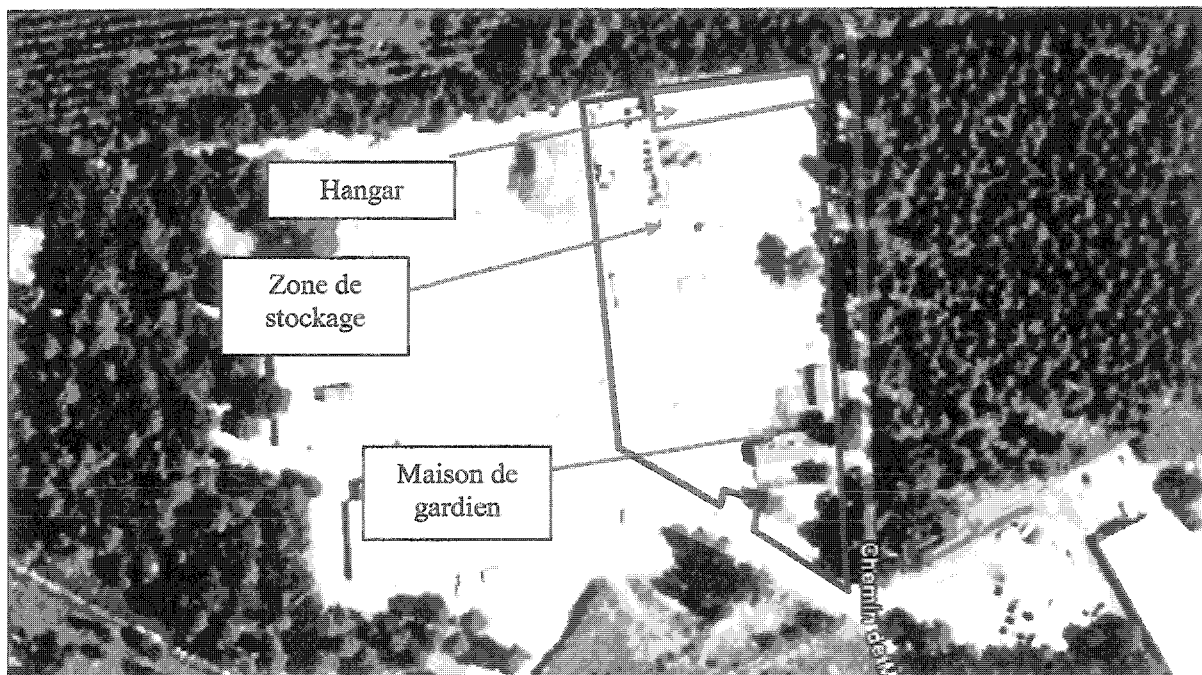 Hangar
Zone de
stockage
Maison de
gardien
Chemin de